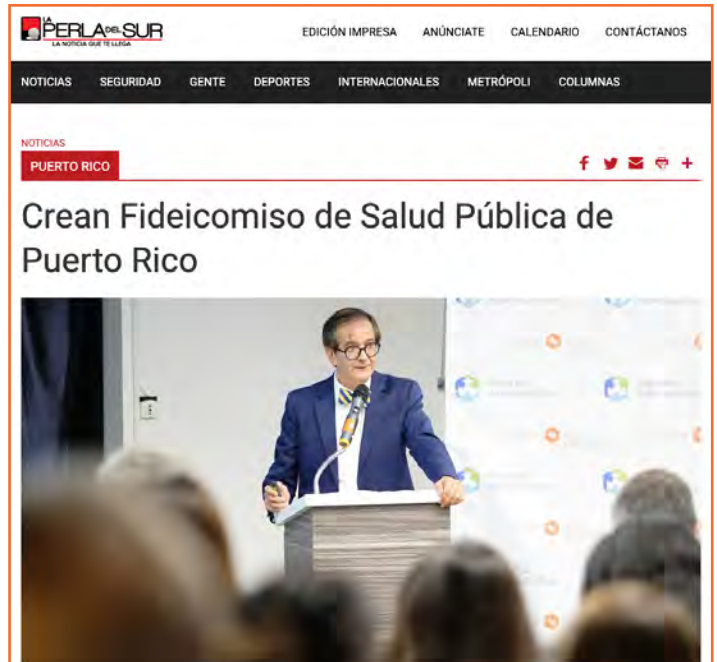 LA
PERLA DEL SUR
LA NOTICIA QUE TE LLEGA
EDICIÓN IMPRESA ANÚNCIATE CALENDARIO CONTÁCTANOS
NOTICIAS SEGURIDAD GENTE DEPORTES INTERNACIONALES METRÓPOLI COLUMNAS
NOTICIAS
PUERTO RICO
Crean Fideicomiso de Salud Pública de
Puerto Rico